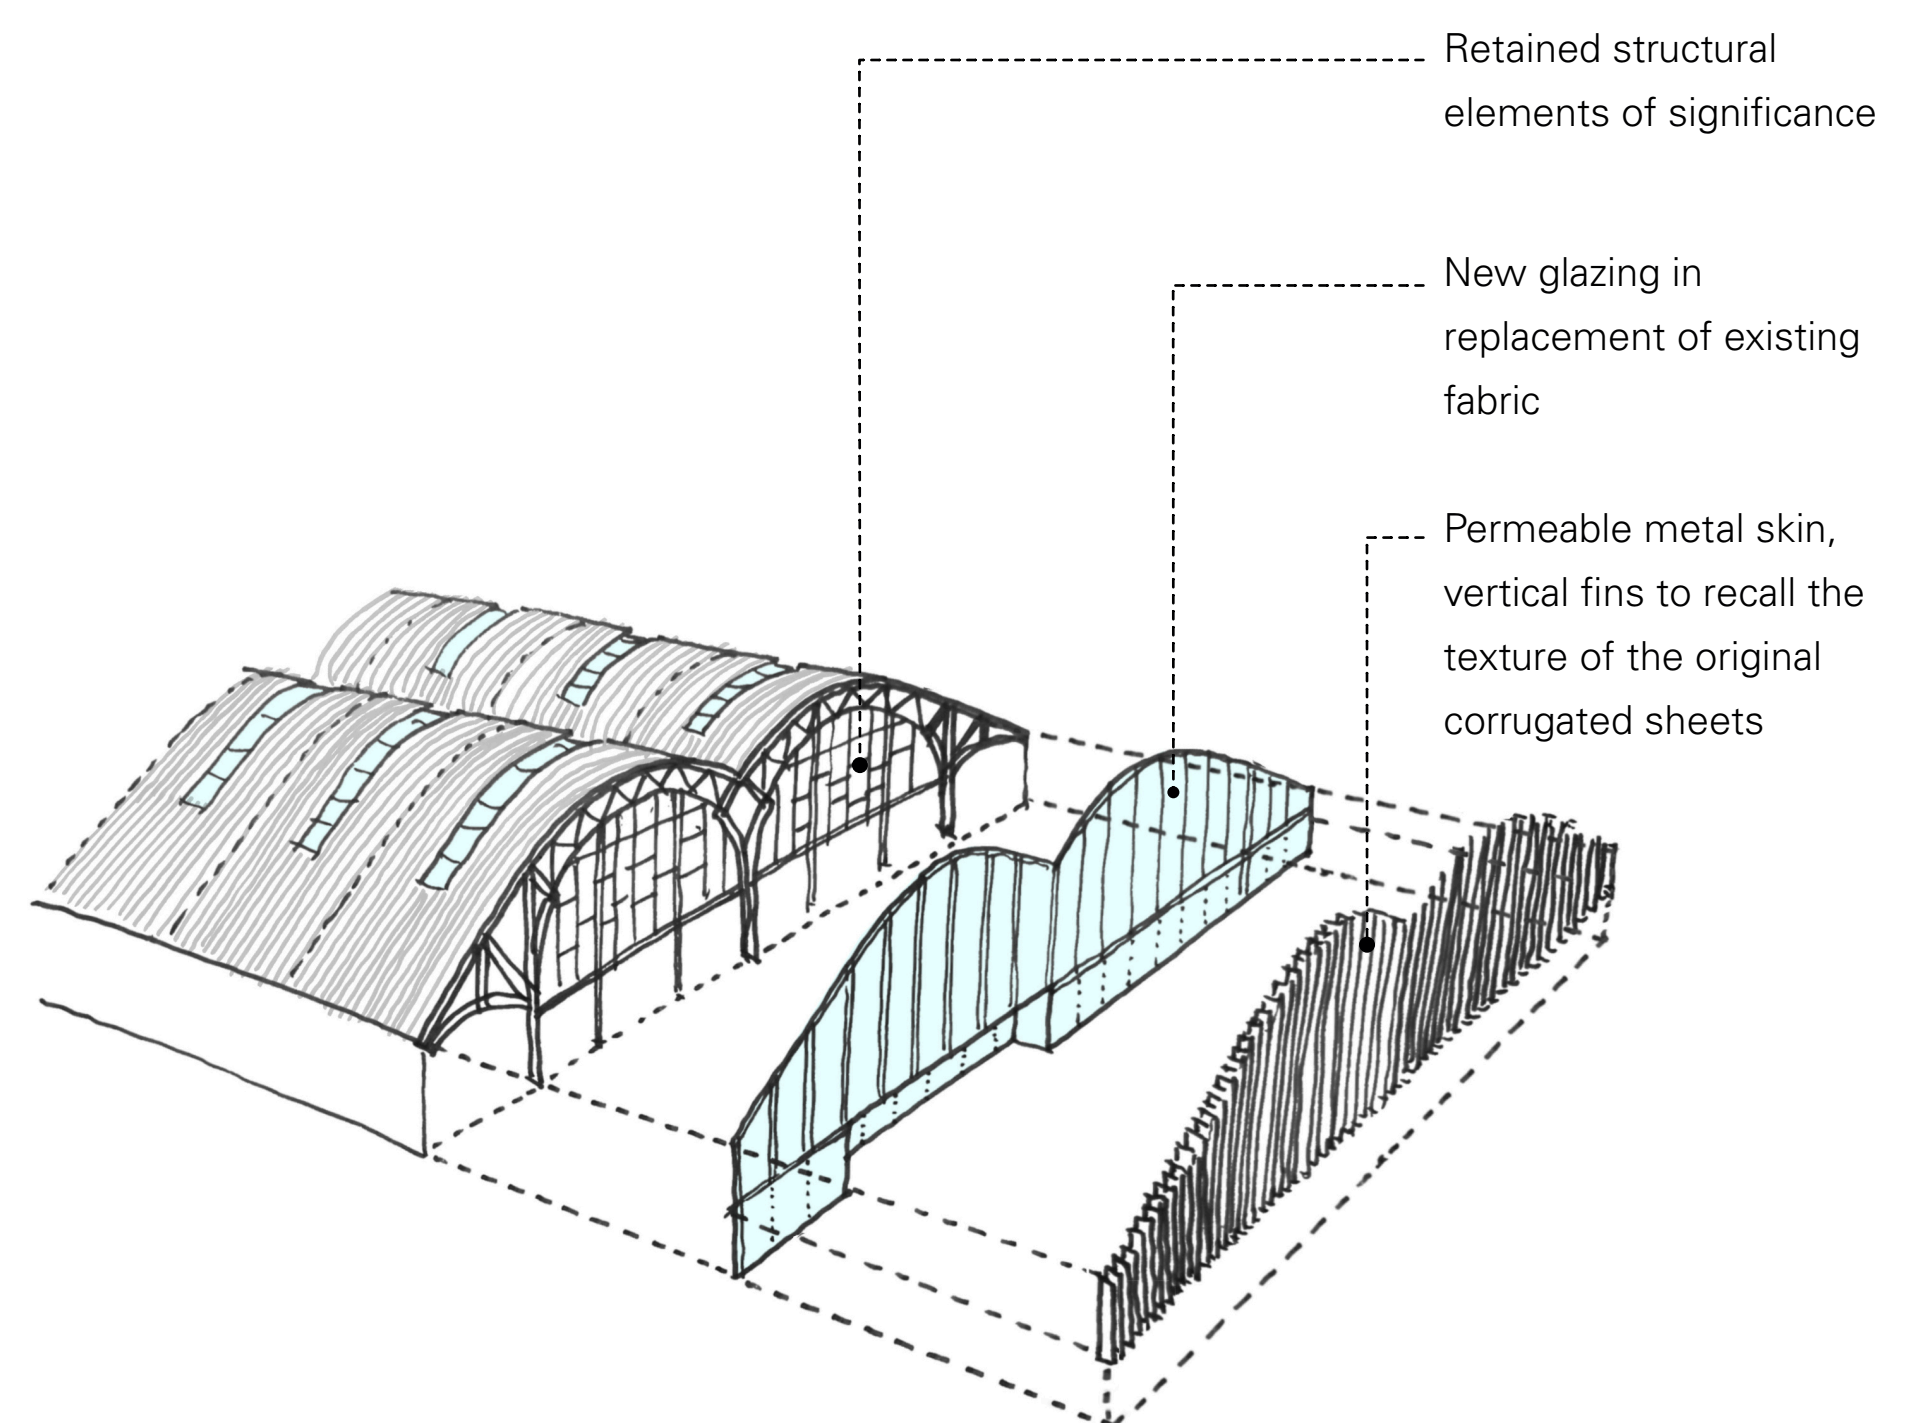 Retained structural
elements of significance
New glazing in
replacement of existing
fabric
Permeable metal skin,
vertical fins to recall the
texture of the original
corrugated sheets